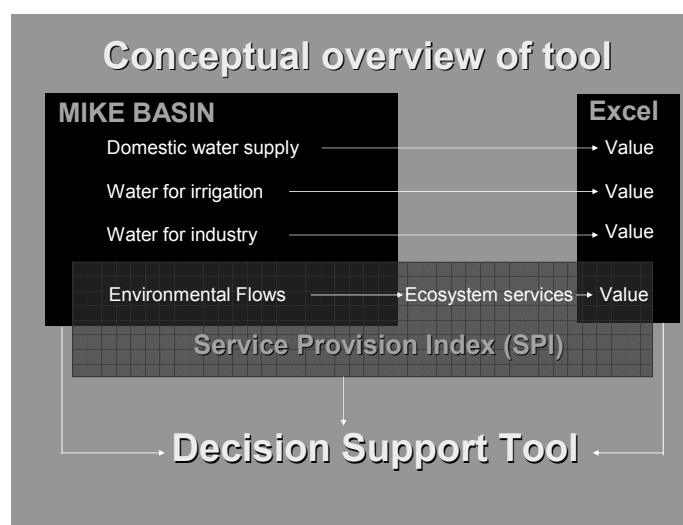 Conceptual overview of tool
MIKE BASIN
Excel
Domestic water supply
Value
Water for irrigation
Value
Water for industry
Value
Environmental Flows
Ecosystem services
Value
Service Provision Index (SPI)
Decision Support Tool